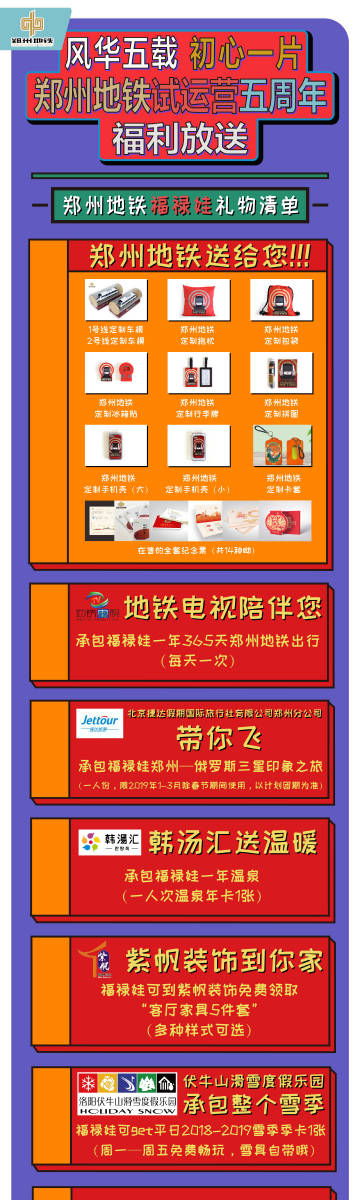 郑州地铁
风华五载 初心一片
郑州地铁试运营五周年
福利放送
郑州地铁福禄娃礼物清单
郑州地铁送给您!!!
1号线定制车模
2号线定制车模
郑州地铁
定制抱枕
郑州地铁
定制包袋
郑州地铁
定制冰箱贴
郑州地铁
定制行李牌
郑州地铁
定制拼图
郑州地铁
定制手机壳（大）
郑州地铁
定制手机壳（小）
郑州地铁
定制卡套
在售的全套纪念票（共14种呦）
地铁电视陪伴您
承包福禄娃一年365天郑州地铁出行
（每天一次）
Jettour
北京捷达假期国际旅行社有限公司郑州分公司
带你飞
承包福禄娃郑州—俄罗斯三星印象之旅
（一人份，限2019年1-3月除春节期间使用，以计划团期为准）
韩汤汇
韩汤汇送温暖
承包福禄娃一年温泉
（一人次温泉年卡1张）
紫帆
紫帆装饰到你家
福禄娃可到紫帆装饰免费领取
“客厅家具5件套”
（多种样式可选）
洛阳伏牛山滑雪度假乐园
HOLIDAY SNOW
伏牛山滑雪度假乐园
承包整个雪季
福禄娃可get平日2018-2019雪季季卡1张
（周一—周五免费畅玩，雪具自带哦）